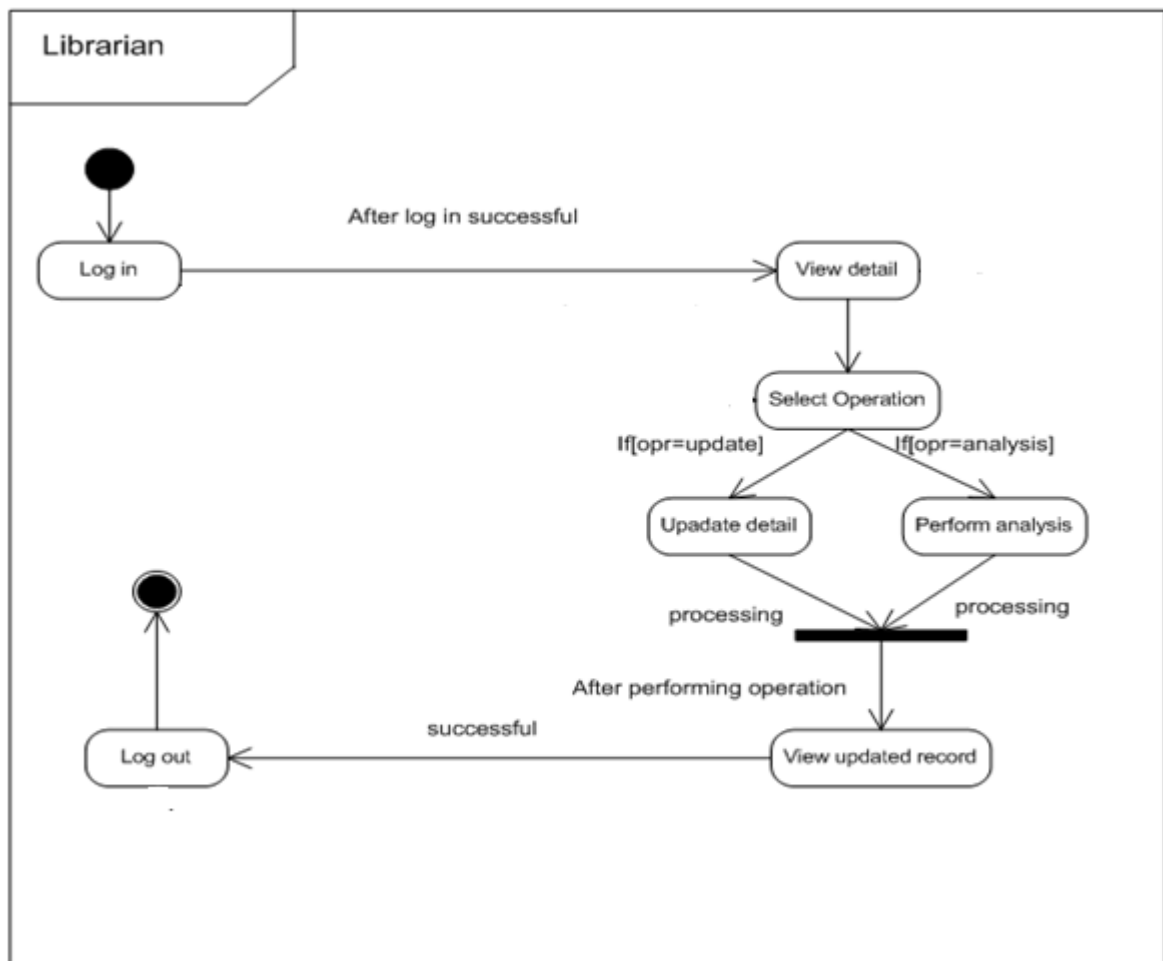 Librarian
After log in successful
Log in
View detail
Select Operation
If[opr=update]
If[opr=analysis]
Upadate detail
Perform analysis
processing
processing
After performing operation
successful
Log out
View updated record